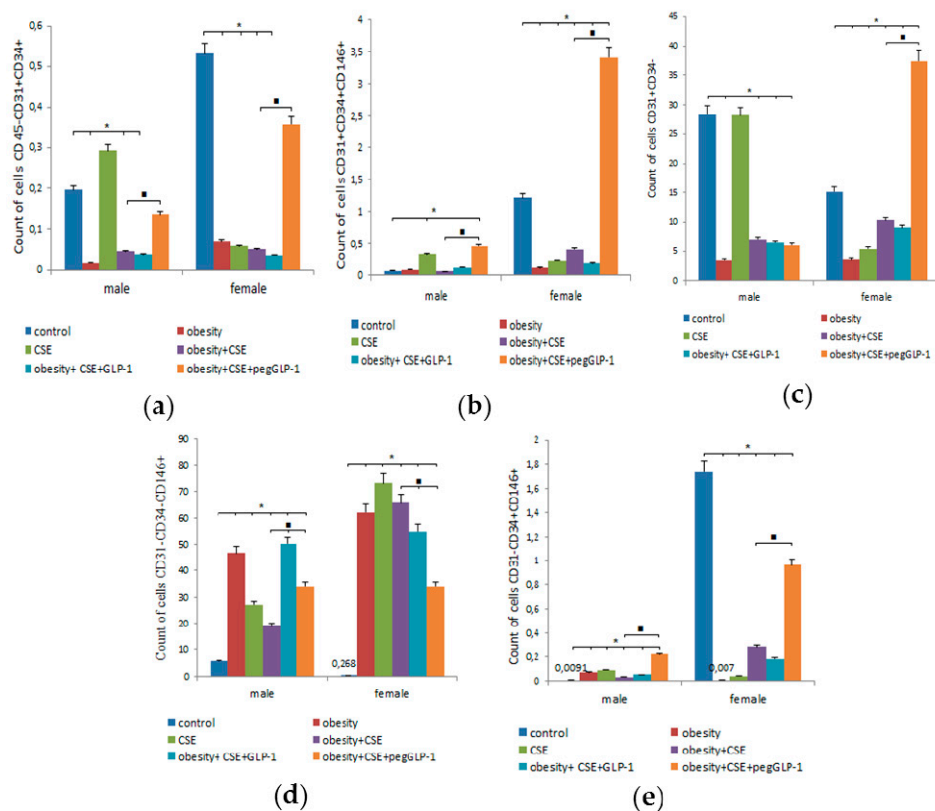 Count of cells CD 45-CD31+CD34+
0,6
0,5
0,4
0,3
0,2
0,1
0
*
*
■
■
male
female
control
obesity
CSE
obesity+CSE
obesity+ CSE+GLP-1
obesity+CSE+pegGLP-1
(a)
Count of cells CD31+CD34+CD146+
4
3,5
3
2,5
2
1,5
1
0,5
0
*
*
■
■
male
female
control
obesity
CSE
obesity+CSE
obesity+ CSE+GLP-1
obesity+CSE+pegGLP-1
(b)
Count of cells CD31+CD34-
45
40
35
30
25
20
15
10
5
0
*
*
■
male
female
control
obesity
CSE
obesity+CSE
obesity+ CSE+GLP-1
obesity+CSE+pegGLP-1
(c)
Count of cells CD31-CD34-CD146+
90
80
70
60
50
40
30
20
10
0
*
*
■
■
0,268
male
female
control
obesity
CSE
obesity+CSE
obesity+ CSE+GLP-1
obesity+CSE+pegGLP-1
(d)
Count of cells CD31-CD34+CD146+
2
1,8
1,6
1,4
1,2
1
0,8
0,6
0,4
0,2
0
*
*
■
■
0,0091
0,007
male
female
control
obesity
CSE
obesity+CSE
obesity+ CSE+GLP-1
obesity+CSE+pegGLP-1
(e)